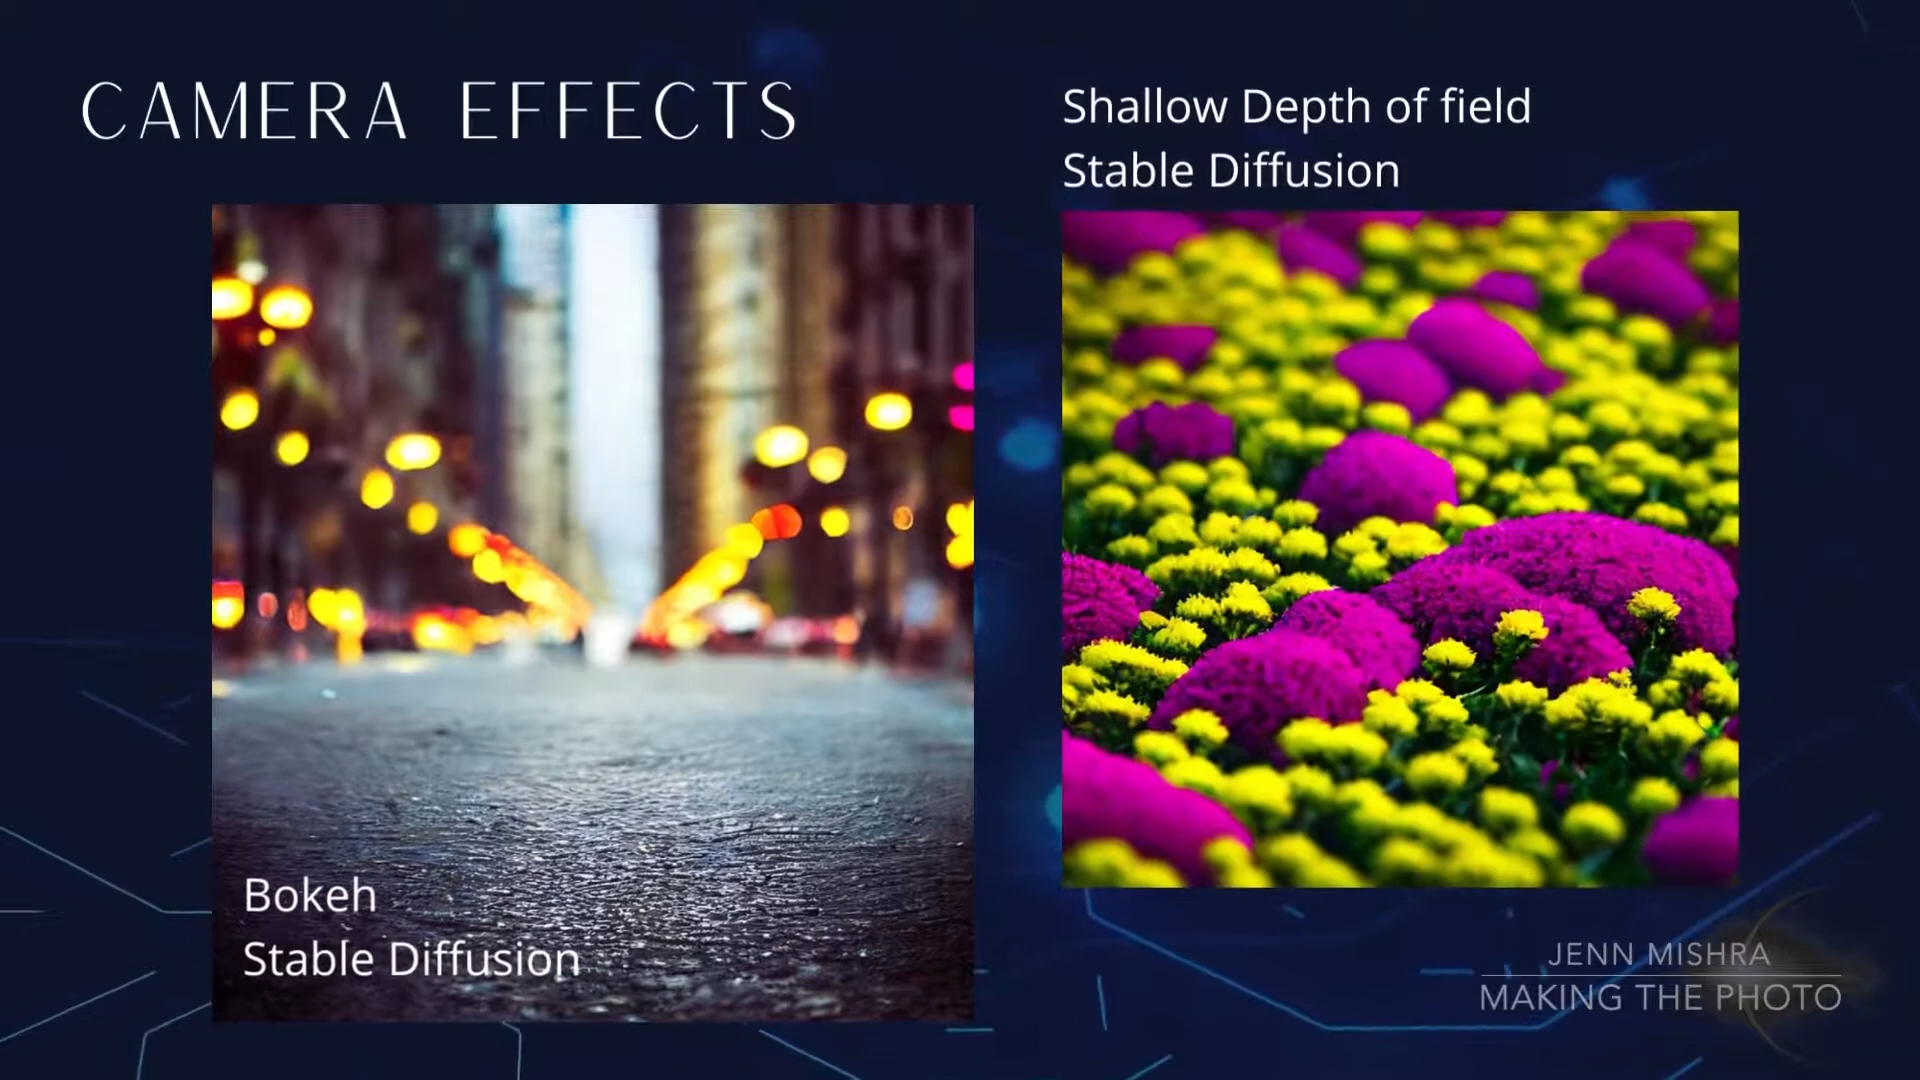 CAMERA EFFECTS
Shallow Depth of field
Stable Diffusion
Bokeh
Stable Diffusion
JENN MISHRA
MAKING THE PHOTO